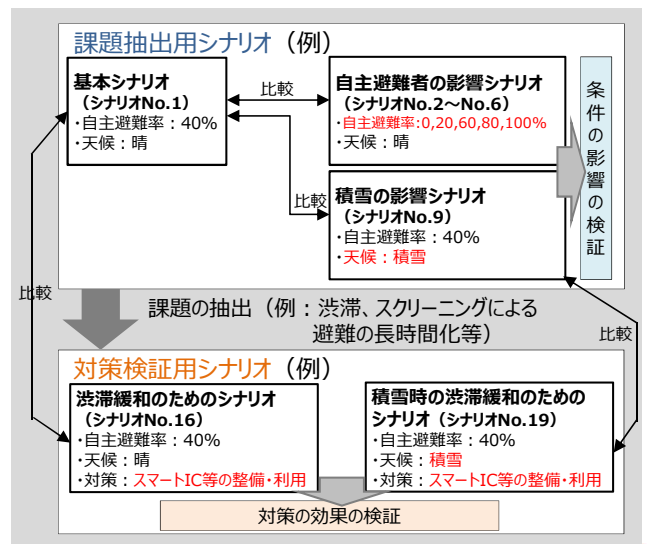 課題抽出用シナリオ（例）
基本シナリオ
（シナリオNo.1）
・自主避難率：40%
・天候：晴
比較
自主避難者の影響シナリオ
（シナリオNo.2～No.6）
・自主避難率:0,20,60,80,100%
・天候：晴
比較
積雪の影響シナリオ
（シナリオNo.9）
・自主避難率：40%
・天候：積雪
条件の影響の検証
比較
課題の抽出（例：渋滞、スクリーニングによる
避難の長時間化等）
比較
対策検証用シナリオ（例）
渋滞緩和のためのシナリオ
（シナリオNo.16）
・自主避難率：40%
・天候：晴
・対策：スマートIC等の整備・利用
積雪時の渋滞緩和のための
シナリオ（シナリオNo.19）
・自主避難率：40%
・天候：積雪
・対策：スマートIC等の整備・利用
対策の効果の検証